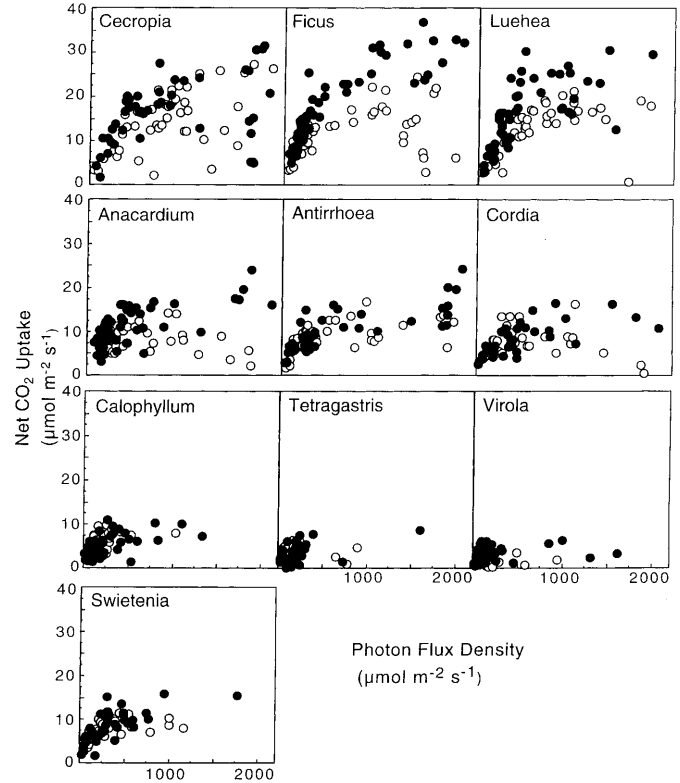 Cecropia Ficus Luehea
40
30
20
10
0
Anacardium Antirrhoea Cordia
40
30
20
10
0
Net CO2 Uptake
(μmol m-2 s-1)
Calophyllum Tetragastris Virola
40
30
20
10
0
1000 2000 1000 2000
Swietenia
40
30
20
10
0
1000 2000
Photon Flux Density
(μmol m-2 s-1)